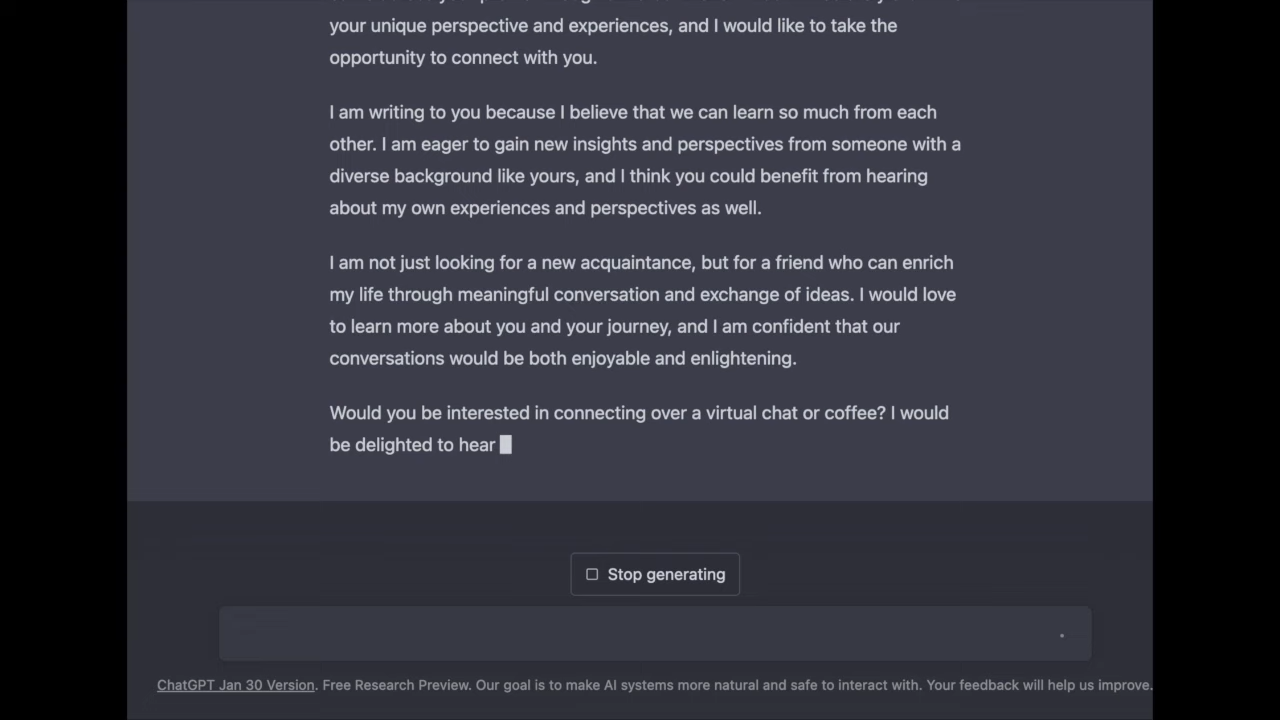 your unique perspective and experiences, and I would like to take the
opportunity to connect with you.
I am writing to you because I believe that we can learn so much from each
other. I am eager to gain new insights and perspectives from someone with a
diverse background like yours, and I think you could benefit from hearing
about my own experiences and perspectives as well.
I am not just looking for a new acquaintance, but for a friend who can enrich
my life through meaningful conversation and exchange of ideas. I would love
to learn more about you and your journey, and I am confident that our
conversations would be both enjoyable and enlightening.
Would you be interested in connecting over a virtual chat or coffee? I would
be delighted to hear
Stop generating
ChatGPT Jan 30 Version. Free Research Preview. Our goal is to make AI systems more natural and safe to interact with. Your feedback will help us improve.